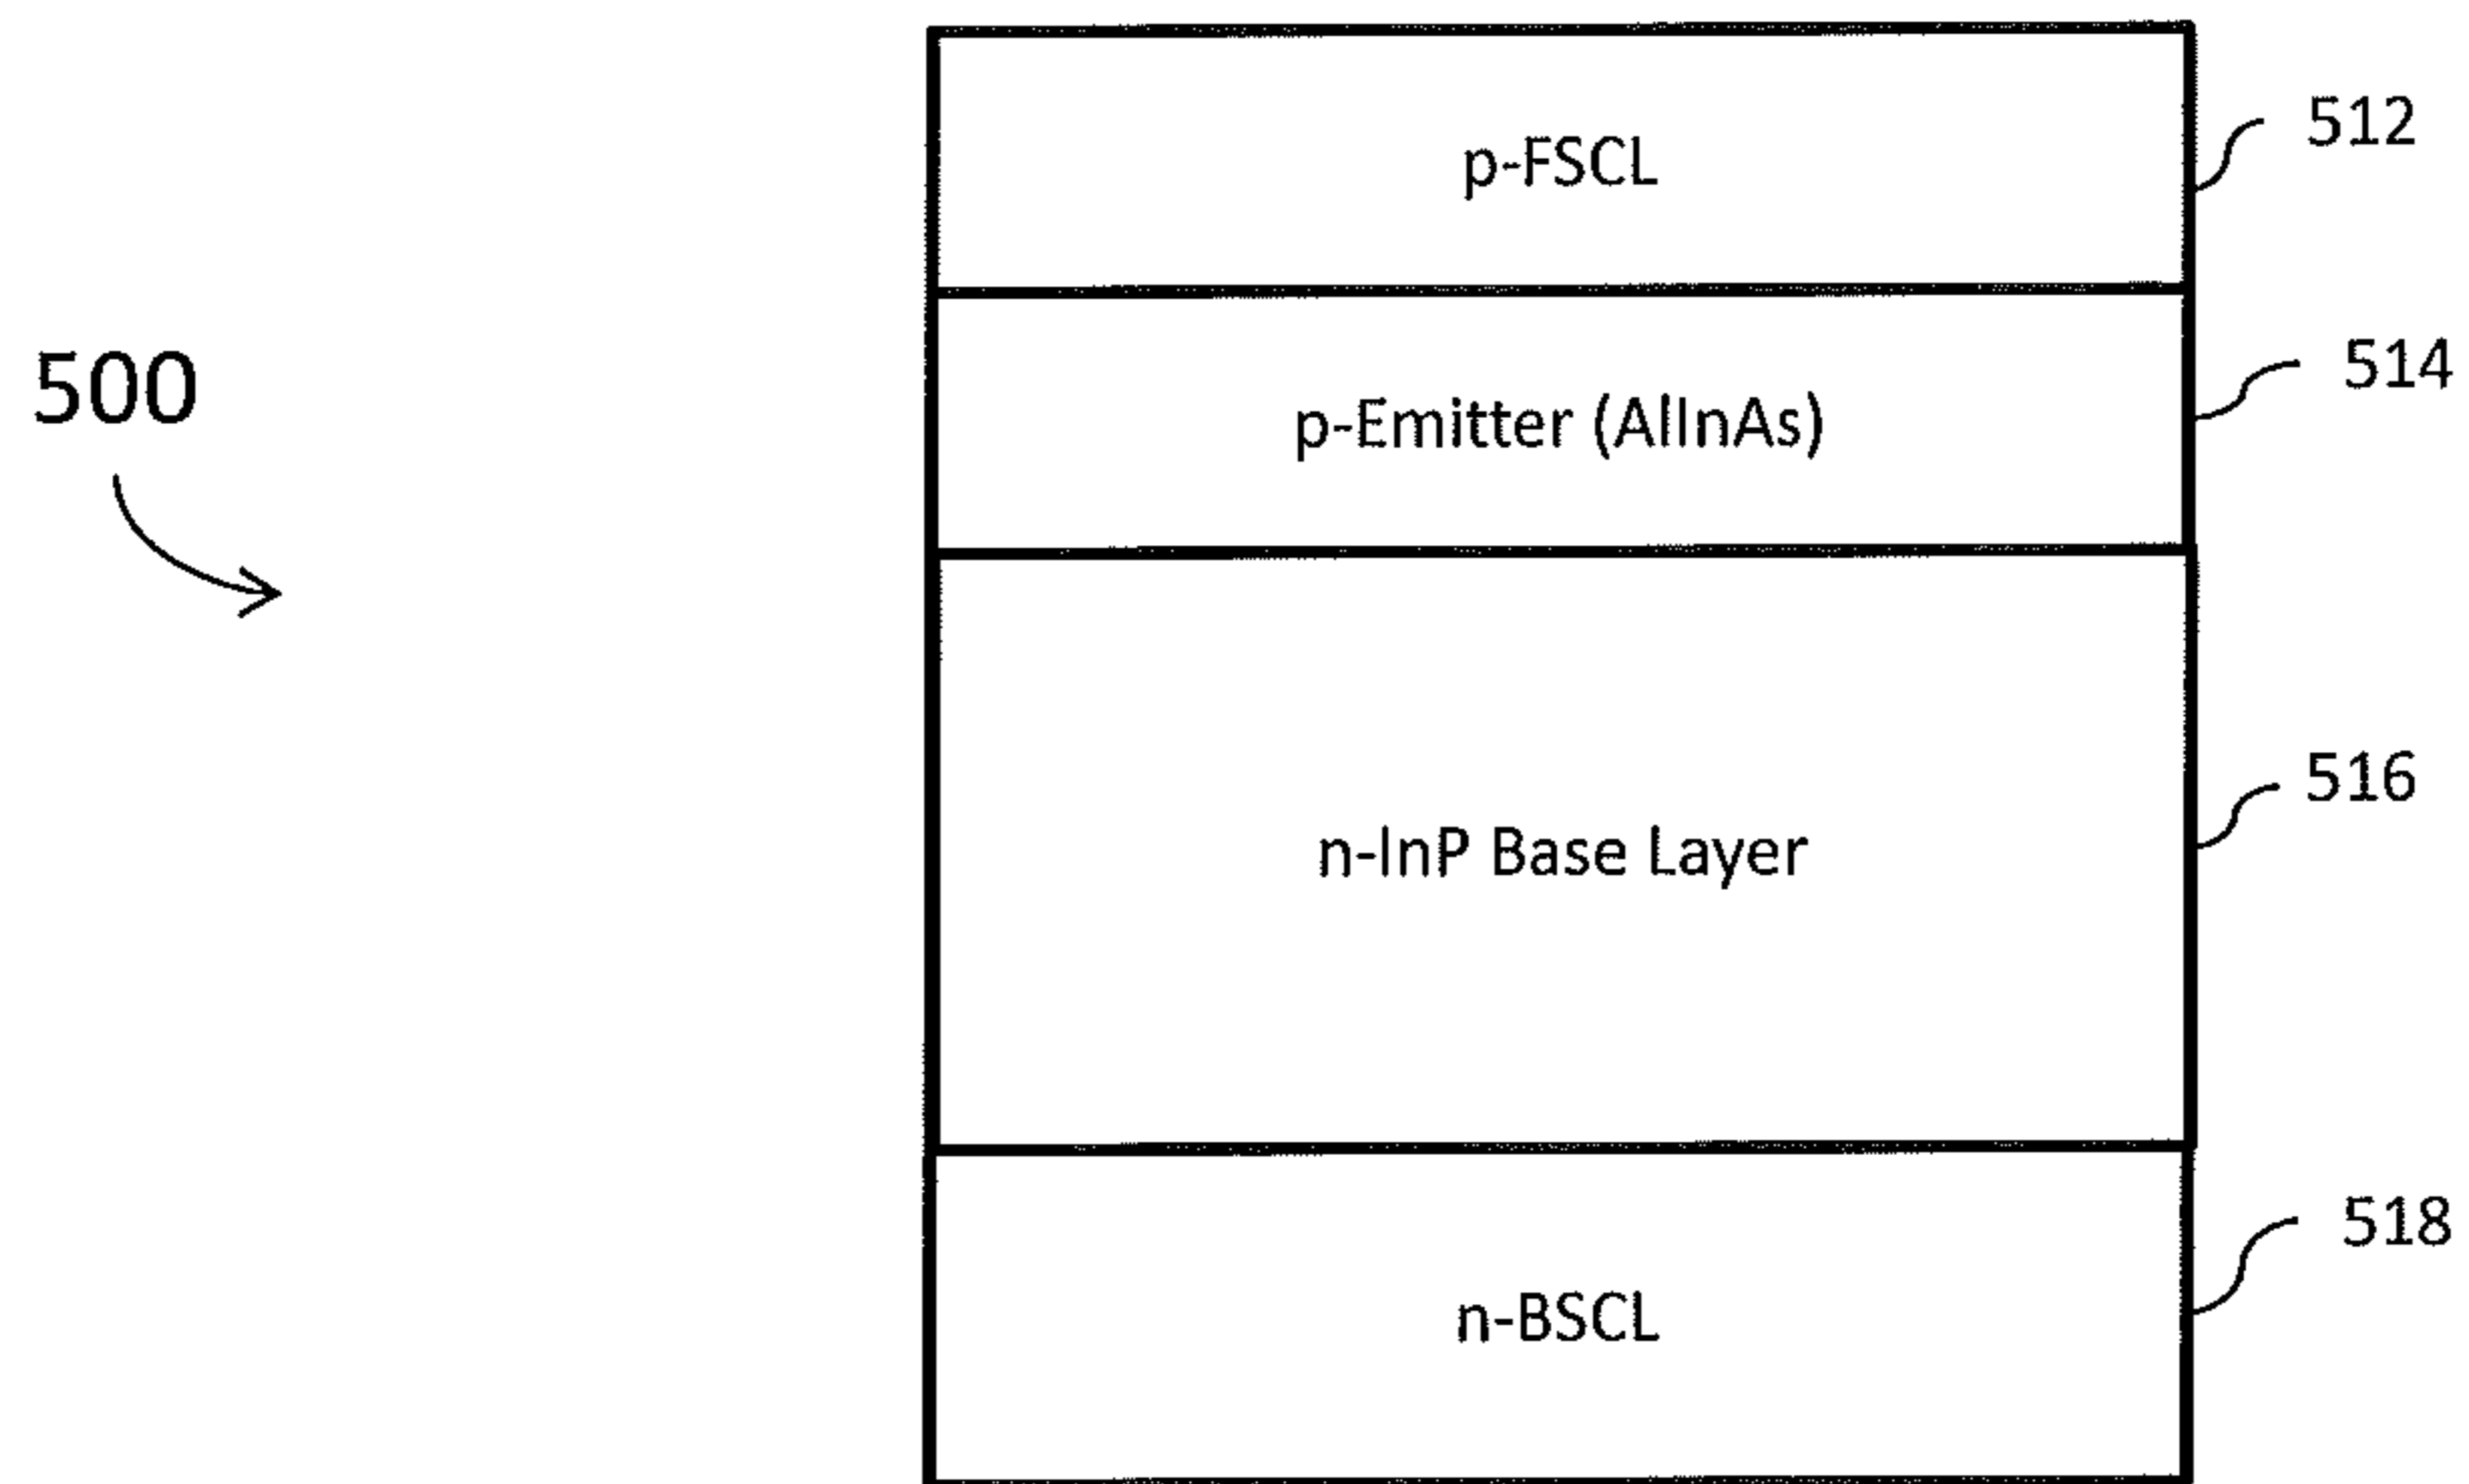 p-FSCL
512
500
p-Emitter (AlInAs)
514
n-InP Base Layer
516
n-BSCL
518